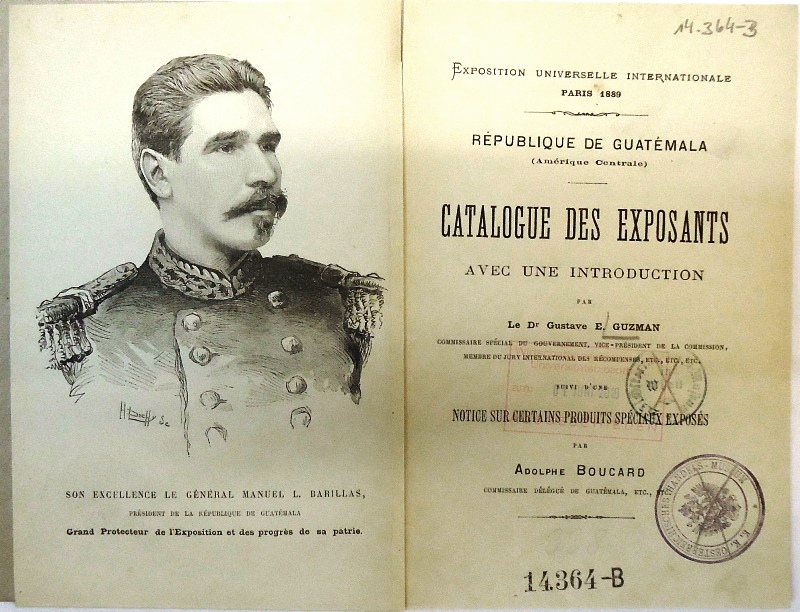 SON EXCELLENCE LE GÉNÉRAL MANUEL L. BARILLAS,
PRÉSIDENT DE LA RÉPUBLIQUE DE GUATÉMALA
Grand Protecteur de l'Exposition et des progrès de sa patrie.
14.364-B
EXPOSITION UNIVERSELLE INTERNATIONALE
PARIS 1889
RÉPUBLIQUE DE GUATÉMALA
(Amérique Centrale)
CATALOGUE DES EXPOSANTS
AVEC UNE INTRODUCTION
PAR
Le Dr Gustave E. GUZMAN
COMMISSAIRE SPÉCIAL DU GOUVERNEMENT, VICE-PRÉSIDENT DE LA COMMISSION,
MEMBRE DU JURY INTERNATIONAL DES RÉCOMPENSES, ETC., ETC., ETC.
SUIVI D'UNE
NOTICE SUR CERTAINS PRODUITS SPÉCIAUX EXPOSÉS
PAR
ADOLPHE BOUCARD
COMMISSAIRE DÉLÉGUÉ DE GUATÉMALA, ETC.,
K. K. OESTERREICHISCHES HANDELS-MUSEUM
14364-B